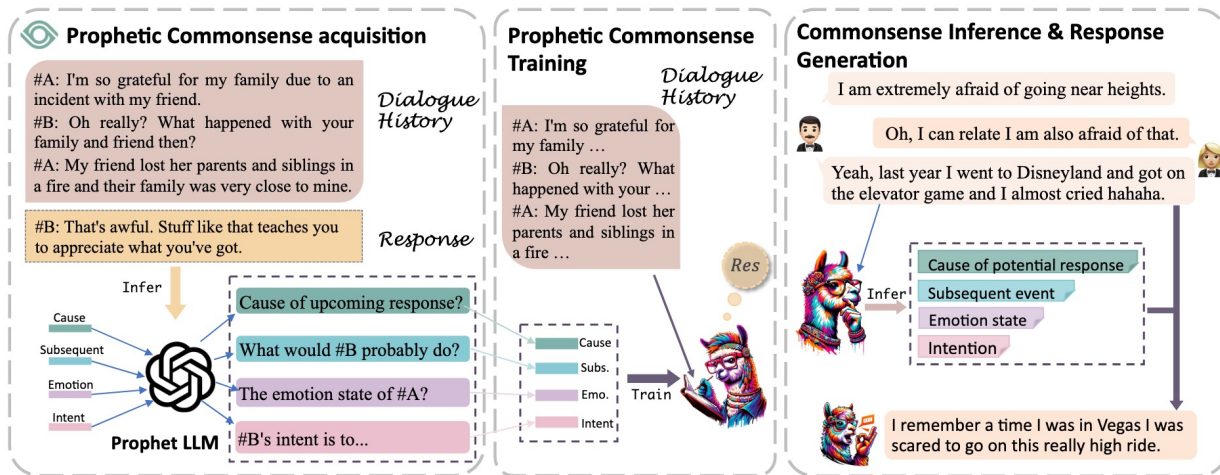 Prophetic Commonsense acquisition
#A: I'm so grateful for my family due to an
incident with my friend.
#B: Oh really? What happened with your
family and friend then?
#A: My friend lost her parents and siblings in
a fire and their family was very close to mine.
Dialogue
History
#B: That's awful. Stuff like that teaches you
to appreciate what you've got.
Response
Infer
Cause
Subsequent
Emotion
Intent
Prophet LLM
Cause of upcoming response?
What would #B probably do?
The emotion state of #A?
#B's intent is to...
Prophetic Commonsense
Training
Dialogue
History
#A: I'm so grateful for
my family ...
#B: Oh really? What
happened with your ...
#A: My friend lost her
parents and siblings in
a fire ...
Res
Cause
Subs.
Emo.
Intent
Train
Commonsense Inference & Response
Generation
I am extremely afraid of going near heights.
Oh, I can relate I am also afraid of that.
Yeah, last year I went to Disneyland and got on
the elevator game and I almost cried hahaha.
Infer
Cause of potential response
Subsequent event
Emotion state
Intention
I remember a time I was in Vegas I was
scared to go on this really high ride.